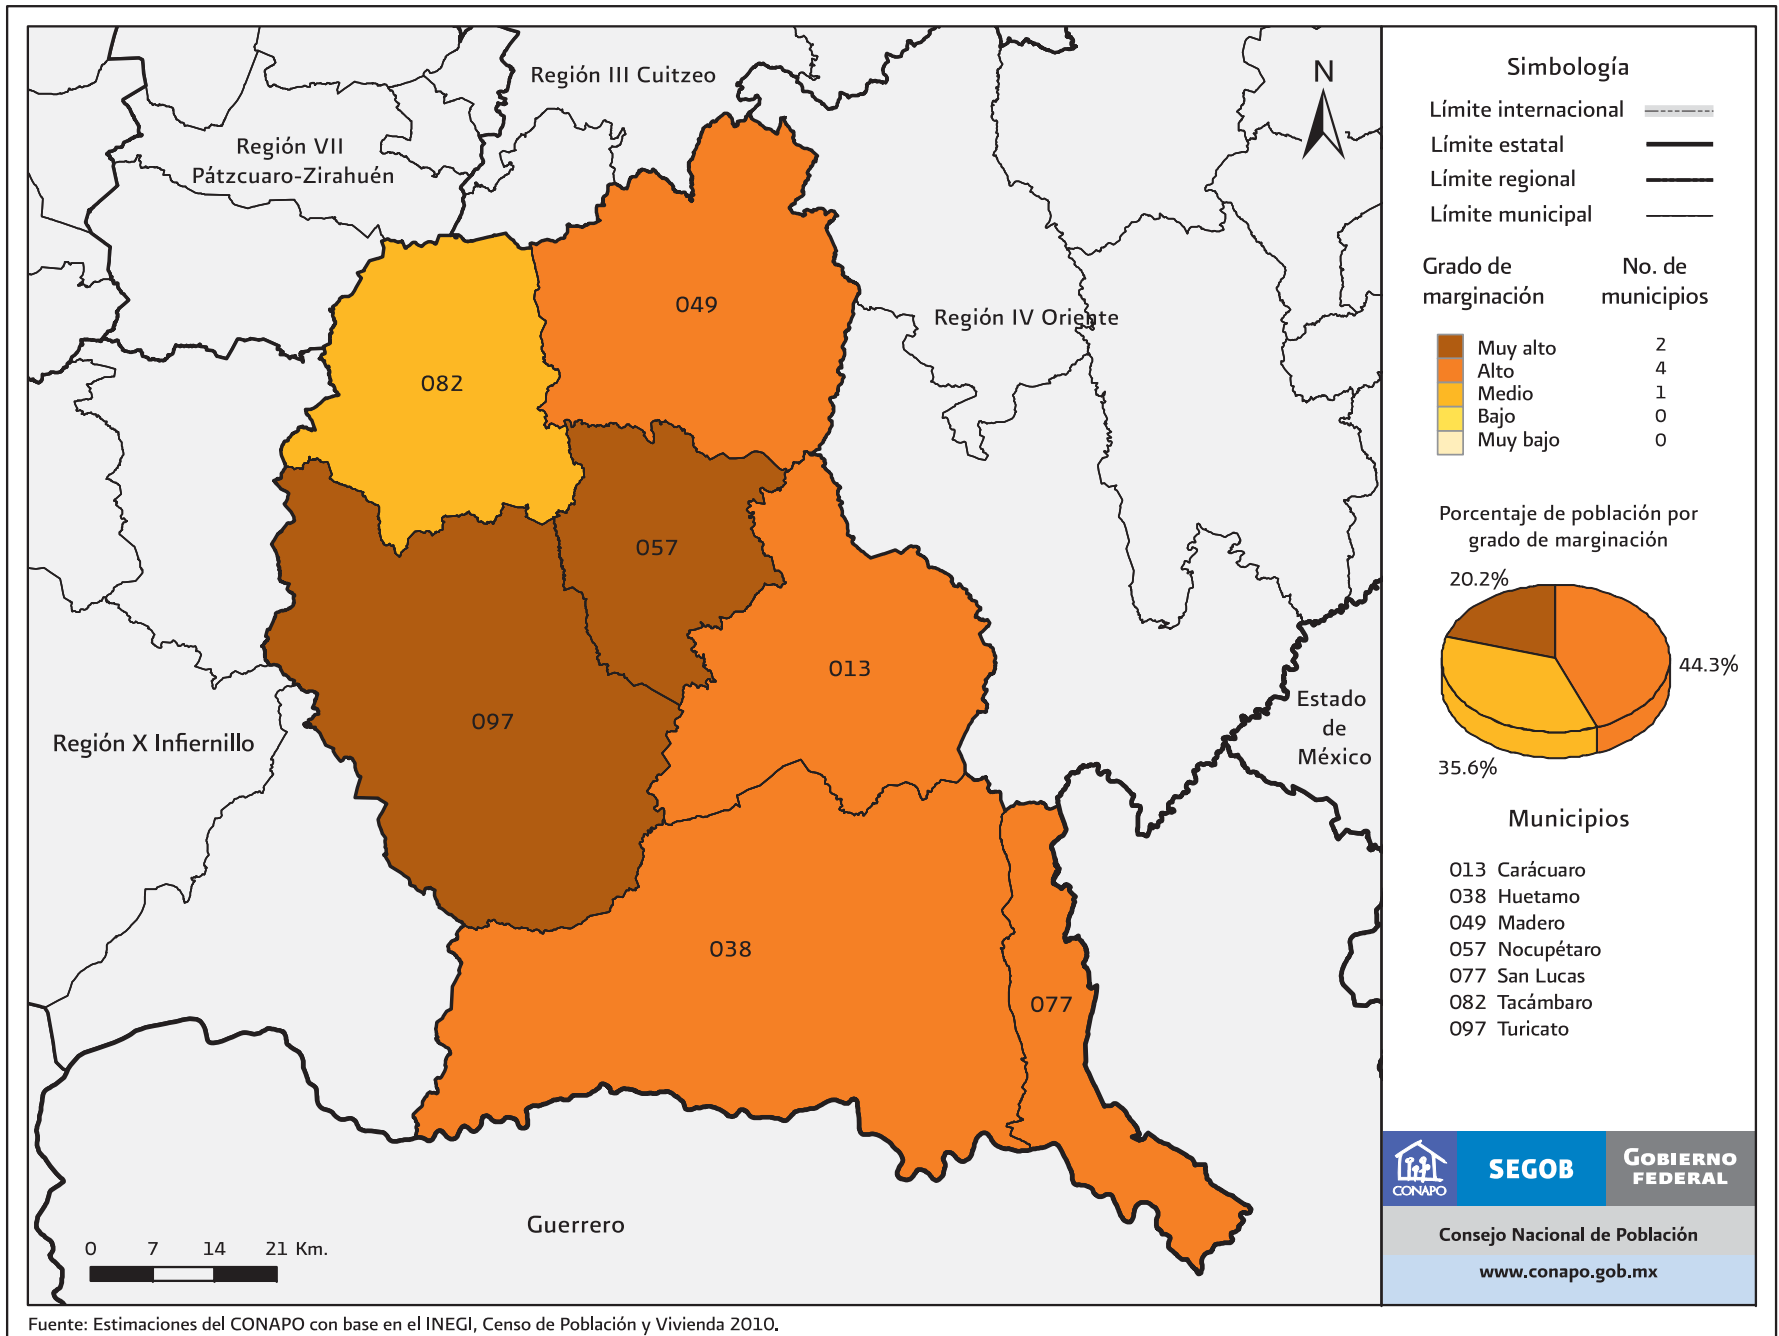 Región III Cuitzeo
Región VII
Pátzcuaro-Zirahuén
N
049
Región IV Oriente
082
057
013
097
Región X Infiernillo
Estado
de
México
038
077
Guerrero
0 7 14 21 Km.
Simbología
Límite internacional
Límite estatal
Límite regional
Límite municipal
Grado de
marginación
No. de
municipios
Muy alto 2
Alto 4
Medio 1
Bajo 0
Muy bajo 0
Porcentaje de población por
grado de marginación
20.2%
44.3%
35.6%
Municipios
013 Carácuaro
038 Huetamo
049 Madero
057 Nocupétaro
077 San Lucas
082 Tacámbaro
097 Turicato
CONAPO
SEGOB
GOBIERNO
FEDERAL
Consejo Nacional de Población
www.conapo.gob.mx
Fuente: Estimaciones del CONAPO con base en el INEGI, Censo de Población y Vivienda 2010.